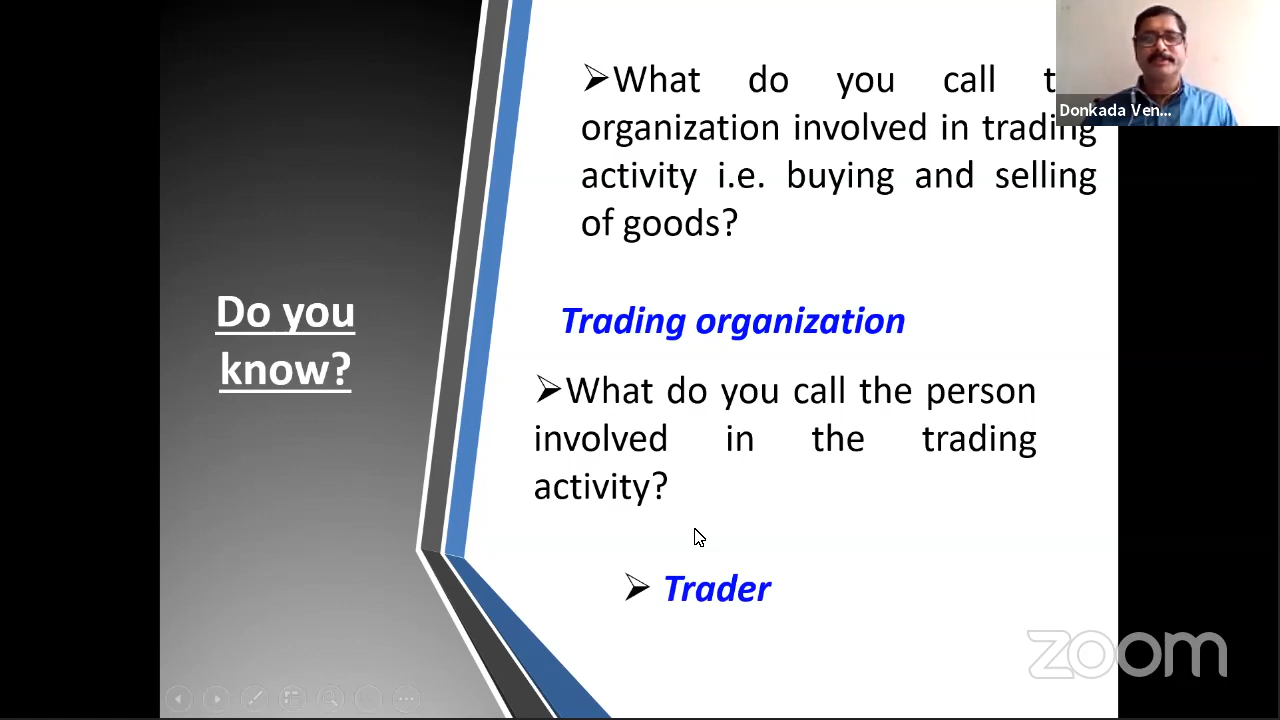 Do you
know?
➢What do you call t
organization involved in trading
activity i.e. buying and selling
of goods?
Trading organization
➢What do you call the person
involved in the trading
activity?
➢ Trader
Donkada Ven...
zoom